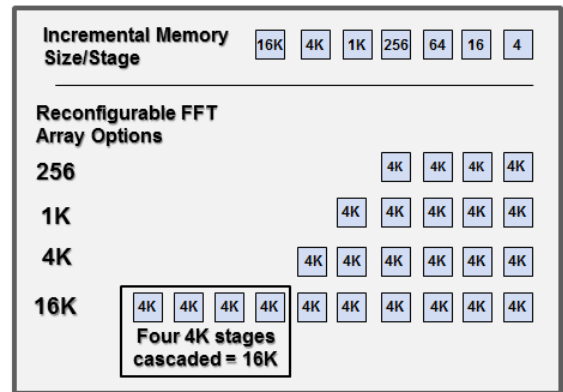 Incremental Memory
Size/Stage
16K 4K 1K 256 64 16 4
Reconfigurable FFT
Array Options
256 4K 4K 4K 4K
1K 4K 4K 4K 4K 4K
4K 4K 4K 4K 4K 4K 4K
16K 4K 4K 4K 4K 4K 4K 4K 4K 4K 4K
Four 4K stages
cascaded = 16K